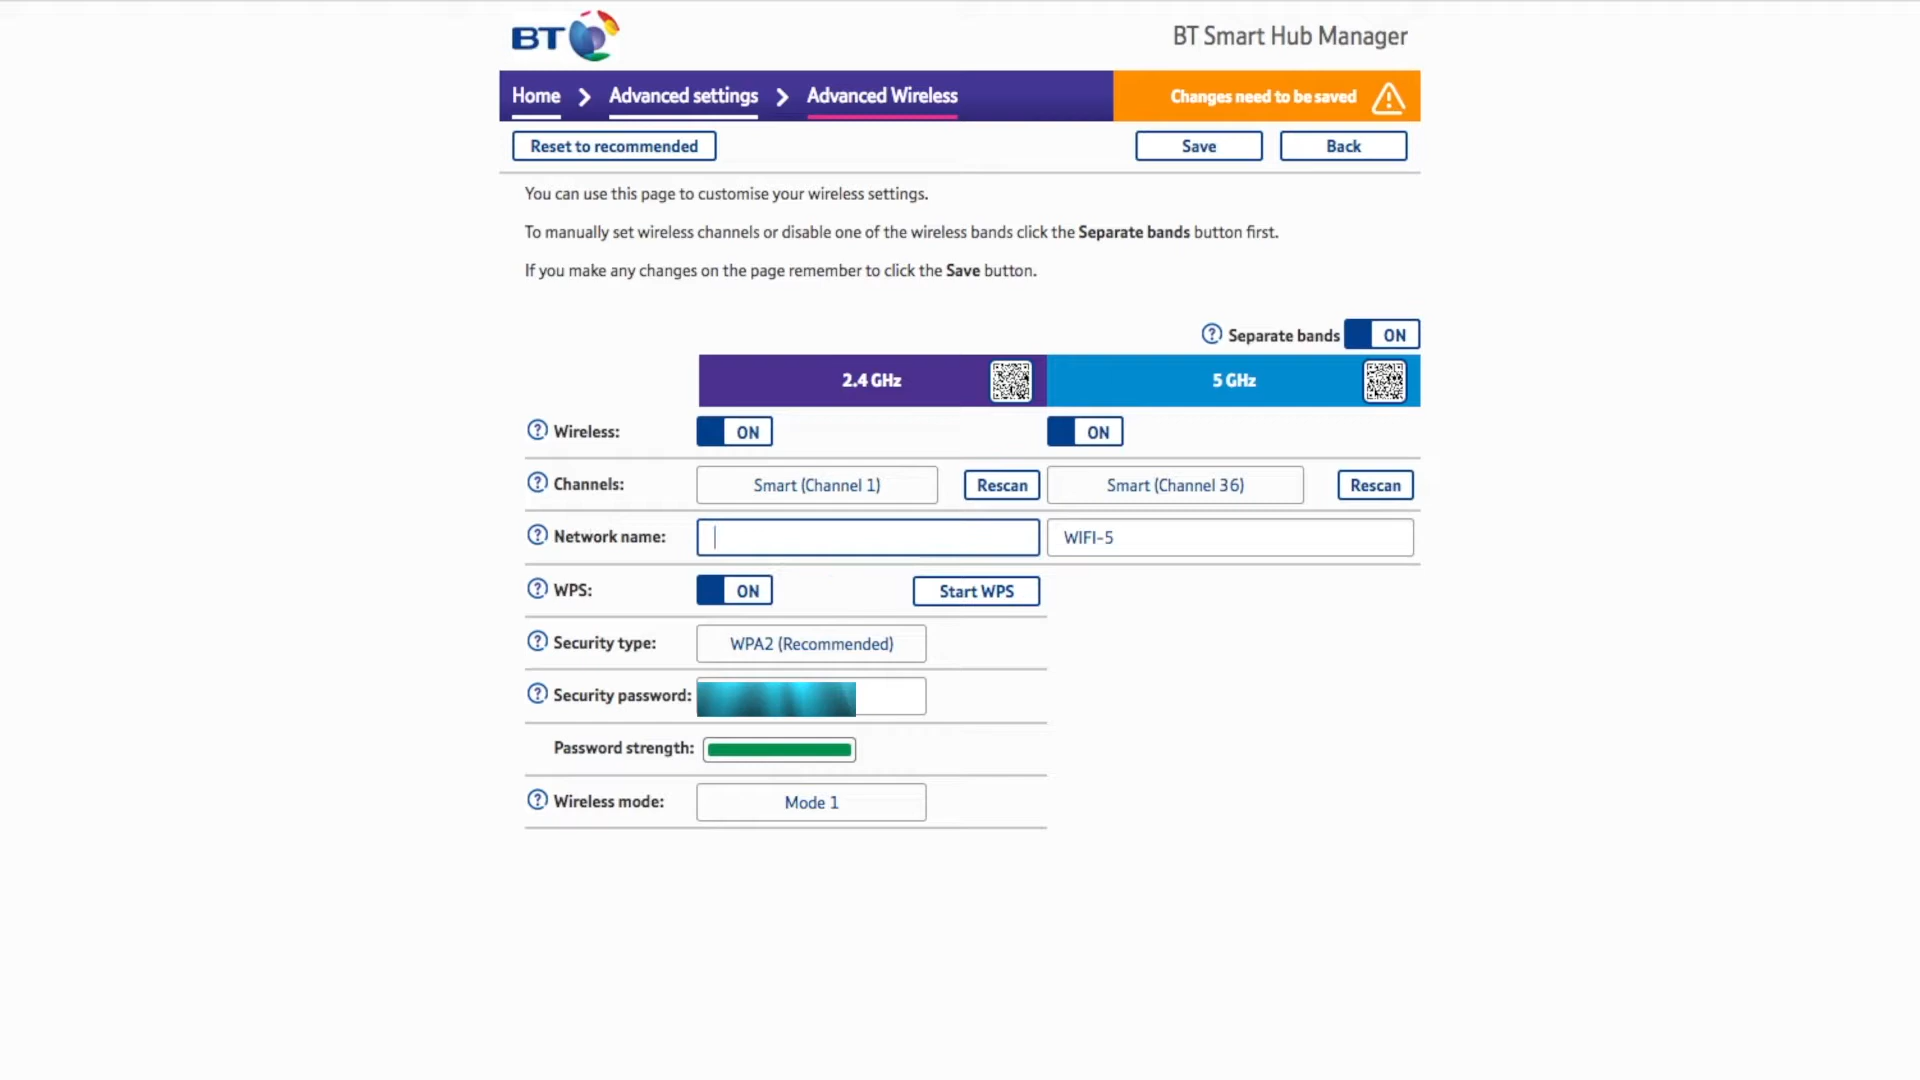 BT
BT Smart Hub Manager
Home > Advanced settings > Advanced Wireless
Changes need to be saved
Reset to recommended
Save
Back
You can use this page to customise your wireless settings.
To manually set wireless channels or disable one of the wireless bands click the Separate bands button first.
If you make any changes on the page remember to click the Save button.
? Separate bands ON
2.4 GHz
5 GHz
? Wireless: ON ON
? Channels: Smart (Channel 1) Rescan Smart (Channel 36) Rescan
? Network name: WIFI-5
? WPS: ON Start WPS
? Security type: WPA2 (Recommended)
? Security password:
Password strength:
? Wireless mode: Mode 1